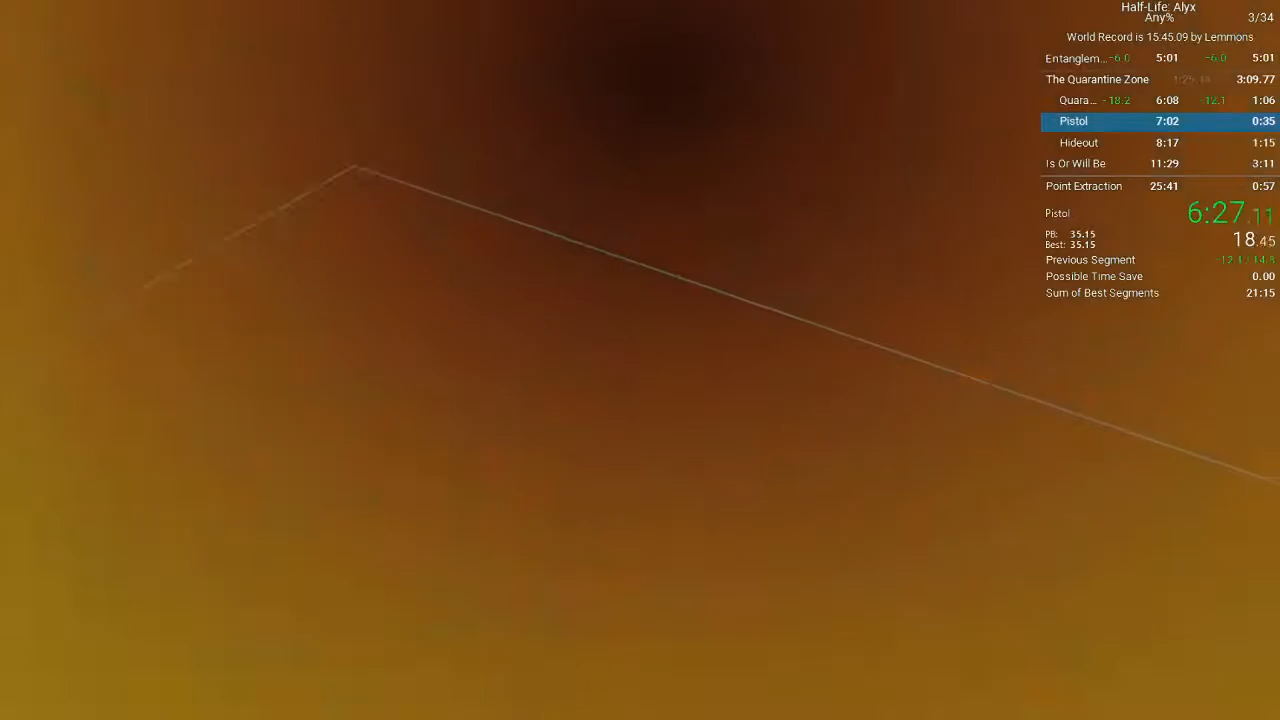 Half-Life: Alyx
Any% 3/34
World Record is 15:45.09 by Lemmons
Entanglem... -6.0 5:01 -6.0 5:01
The Quarantine Zone 3:09.77
Quara... -18.2 6:08 -12.1 1:06
Pistol 7:02 0:35
Hideout 8:17 1:15
Is Or Will Be 11:29 3:11
Point Extraction 25:41 0:57
Pistol 6:27.11
PB: 35.15 18.45
Best: 35.15
Previous Segment
Possible Time Save 0.00
Sum of Best Segments 21:15